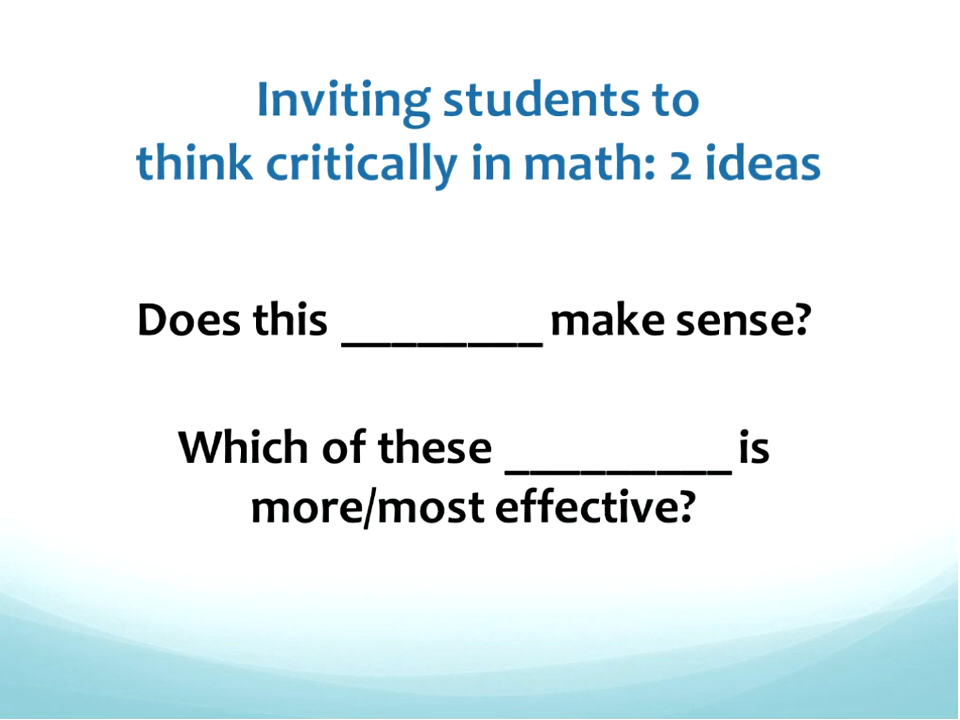 Inviting students to
think critically in math: 2 ideas
Does this ________ make sense?
Which of these _________ is
more/most effective?